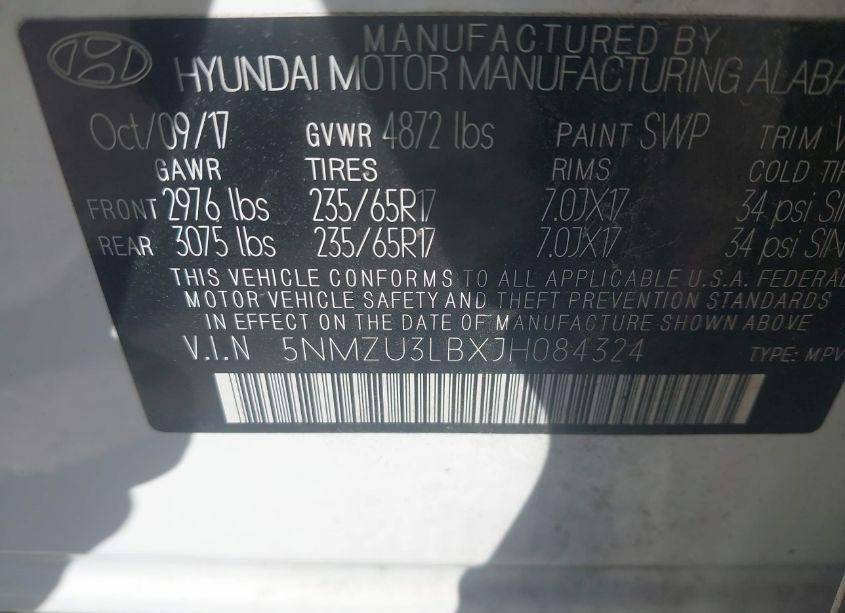 MANUFACTURED BY
HYUNDAI MOTOR MANUFACTURING ALABA
Oct/09/17 GVWR 4872 lbs PAINT SWP TRIM V
GAWR TIRES RIMS COLD TIR
FRONT 2976 lbs 235/65R17 7.0JX17 34 psi SIN
REAR 3075 lbs 235/65R17 7.0JX17 34 psi SIN
THIS VEHICLE CONFORMS TO ALL APPLICABLE U.S.A. FEDERAL
MOTOR VEHICLE SAFETY AND THEFT PREVENTION STANDARDS
IN EFFECT ON THE DATE OF MANUFACTURE SHOWN ABOVE
V.I.N 5NMZU3LBXJH084324 TYPE: MPV